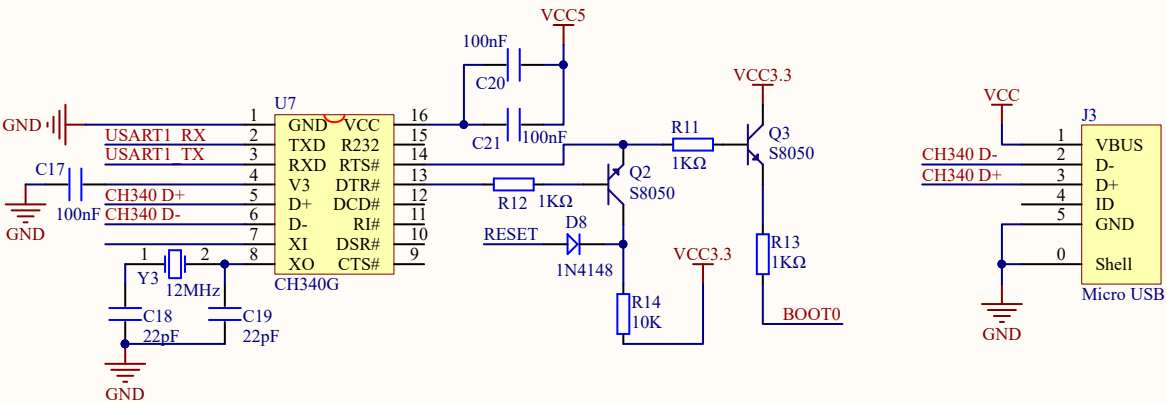 VCC5
100nF
C20
C21
100nF
U7
GND
1
GND
VCC
16
USART1_RX
2
TXD
R232
15
USART1_TX
3
RXD
RTS#
14
C17
100nF
GND
4
V3
DTR#
13
CH340 D+
5
D+
DCD#
12
CH340 D-
6
D-
RI#
11
7
XI
DSR#
10
8
XO
CTS#
9
CH340G
1
2
Y3
12MHz
C18
22pF
C19
22pF
GND
R12
1KΩ
Q2
S8050
RESET
D8
1N4148
R14
10K
VCC3.3
R11
1KΩ
VCC3.3
Q3
S8050
R13
1KΩ
BOOT0
VCC
J3
1
VBUS
CH340 D-
2
D-
CH340 D+
3
D+
4
ID
5
GND
0
Shell
Micro USB
GND